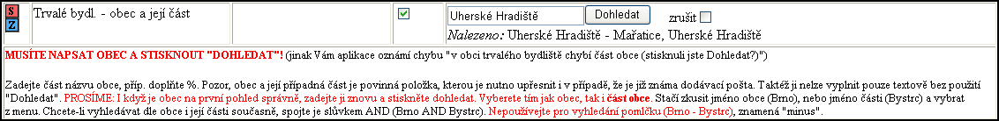 S Trvalé bydl. - obec a její část Uherské Hradiště Dohledat zrušit
Z Nalezeno: Uherské Hradiště - Mařatice, Uherské Hradiště
MUSÍTE NAPSAT OBEC A STISKNOUT "DOHLEDAT"! (jinak Vám aplikace oznámí chybu "v obci trvalého bydliště chybí část obce (stisknuli jste Dohledat?)")
Zadejte část názvu obce, příp. doplňte %. Pozor, obec a její případná část je povinná položka, kterou je nutno upřesnit i v případě, že je již známa dodávací pošta. Taktéž ji nelze vyplnit pouze textově bez použití
"Dohledat". PROSÍME: I když je obec na první pohled správně, zadejte ji znovu a stiskněte dohledat. Vyberete tím jak obec, tak i část obce. Stačí zkusit jméno obce (Brno), nebo jméno části (Bystrc) a vybrat
z menu. Chcete-li vyhledávat dle obce i její části současně, spojte je slůvkem AND (Brno AND Bystrc). Nepoužívejte pro vyhledání pomlčku (Brno - Bystrc), znamená "minus".